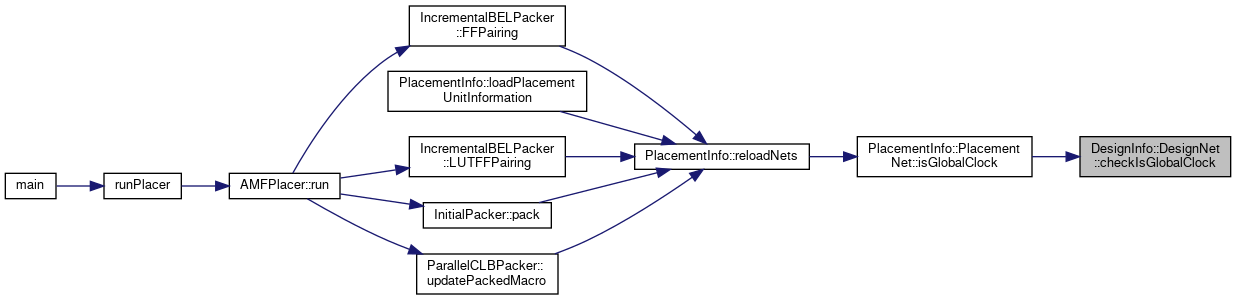 main
runPlacer
AMFPlacer::run
IncrementalBELPacker
::FFPairing
PlacementInfo::loadPlacement
UnitInformation
IncrementalBELPacker
::LUTFFPairing
InitialPacker::pack
ParallelCLBPacker::
updatePackedMacro
PlacementInfo::reloadNets
PlacementInfo::Placement
Net::isGlobalClock
DesignInfo::DesignNet
::checkIsGlobalClock